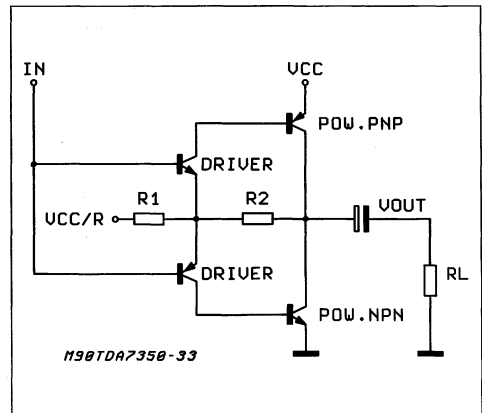 IN
VCC
POW.PNP
DRIVER
R1
R2
VCC/R
VOUT
DRIVER
RL
POW.NPN
M90TDA7350-33